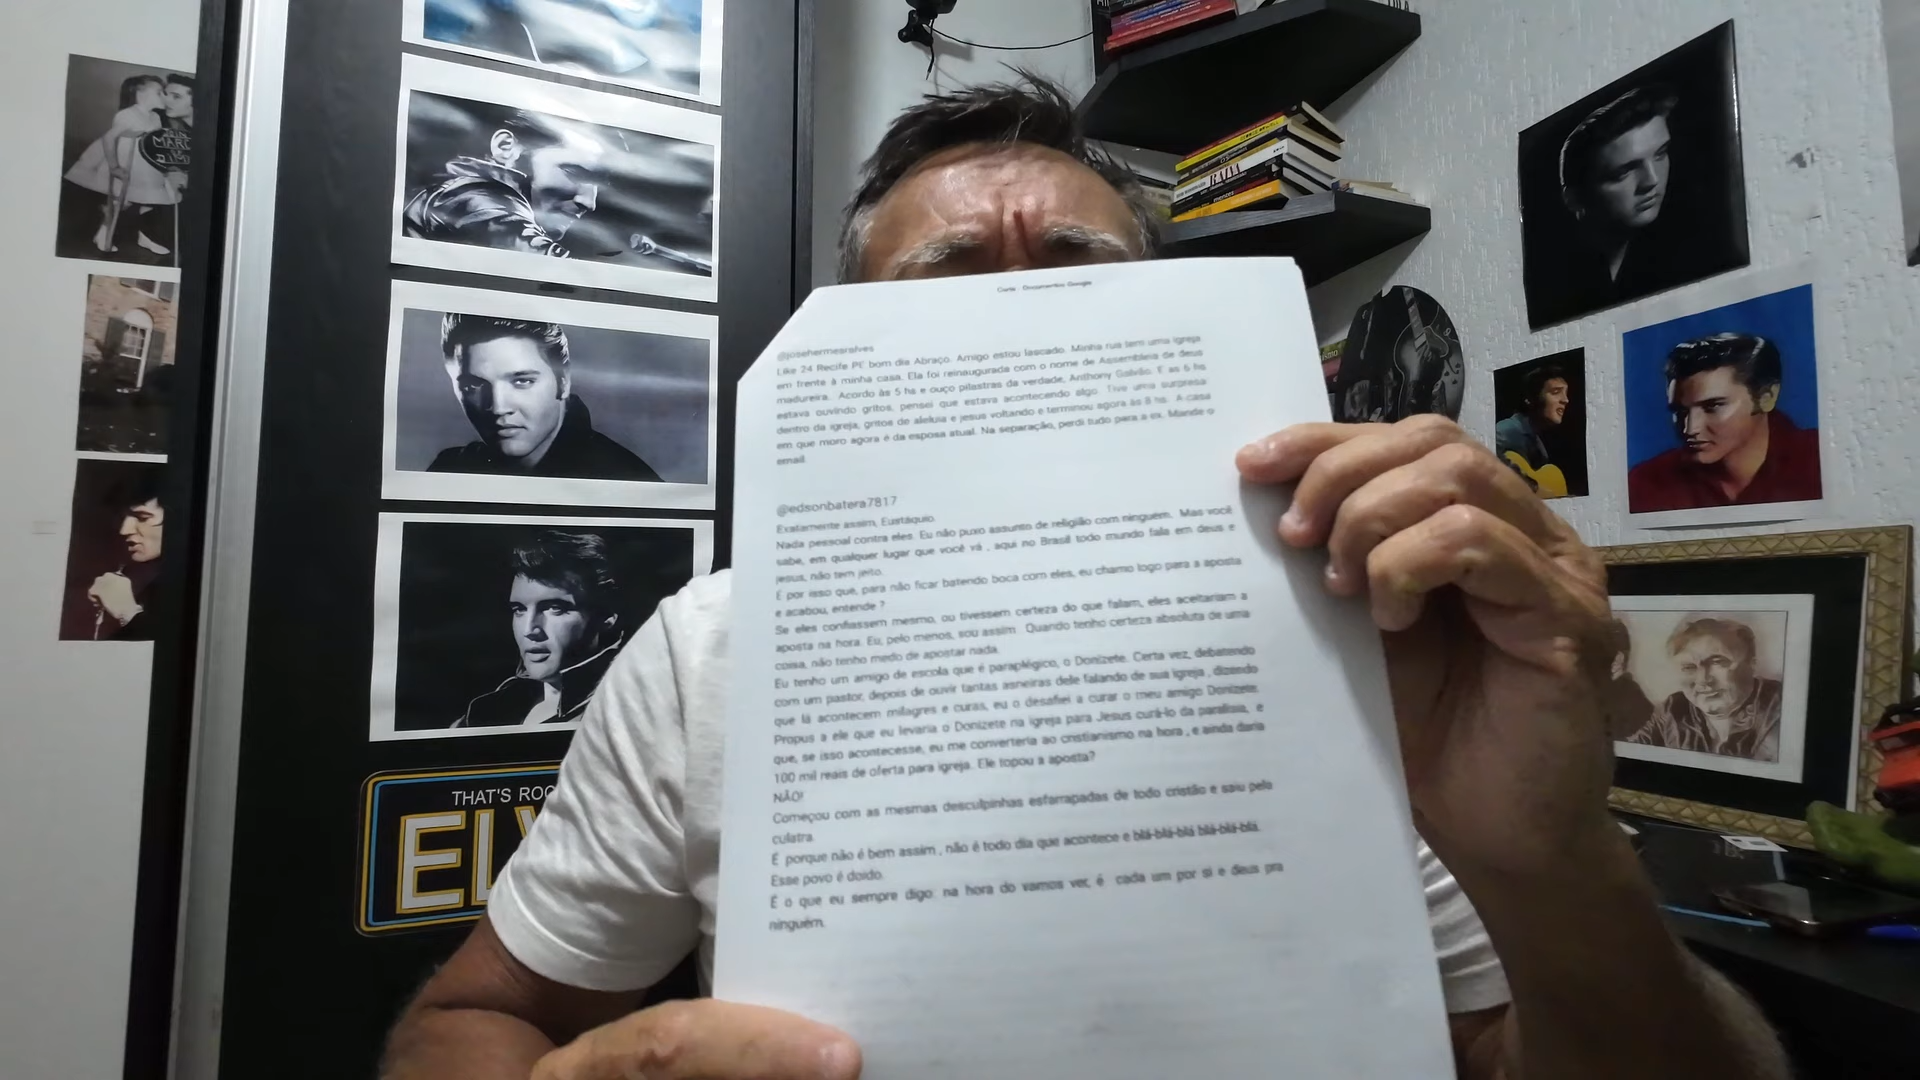 Carta - Documentos Google
@josehermesralves
Like 24 Recife PE bom dia Abraço. Amigo estou lascado. Minha rua tem uma igreja
em frente à minha casa. Ela foi reinaugurada com o nome de Assembleia de deus
madureira. Acordo às 5 hs e ouço pilastras da verdade, Anthony Galvão. E as 6 hs
estava ouvindo gritos, pensei que estava acontecendo algo. Tive uma surpresa
dentro da igreja, gritos de aleluia e jesus voltando e terminou agora às 8 hs. A casa
em que moro agora é da esposa atual. Na separação, perdi tudo para a ex. Mande o
email.
@edsonbatera7817
Exatamente assim, Eustáquio.
Nada pessoal contra eles. Eu não puxo assunto de religião com ninguém. Mas você
sabe, em qualquer lugar que você vá , aqui no Brasil todo mundo fala em deus e
jesus, não tem jeito.
E por isso que, para não ficar batendo boca com eles, eu chamo logo para a aposta
e acabou, entende ?
Se eles confiassem mesmo, ou tivessem certeza do que falam, eles aceitariam a
aposta na hora. Eu, pelo menos, sou assim. Quando tenho certeza absoluta de uma
coisa, não tenho medo de apostar nada.
Eu tenho um amigo de escola que é paraplégico, o Donizete. Certa vez, debatendo
com um pastor, depois de ouvir tantas asneiras dele falando de sua igreja , dizendo
que lá acontecem milagres e curas, eu o desafiei a curar o meu amigo Donizete.
Propus a ele que eu levaria o Donizete na igreja para Jesus curá-lo da paralisia, e
que, se isso acontecesse, eu me converteria ao cristianismo na hora , e ainda daria
100 mil reais de oferta para igreja. Ele topou a aposta?
NÃO!
Começou com as mesmas desculpinhas esfarrapadas de todo cristão e saiu pela
culatra.
É porque não é bem assim , não é todo dia que acontece e blá-blá-blá blá-blá-blá.
Esse povo é doido.
É o que eu sempre digo: na hora do vamos ver, é cada um por si e deus pra
ninguém.
THAT'S ROC
ELV
RAIVA